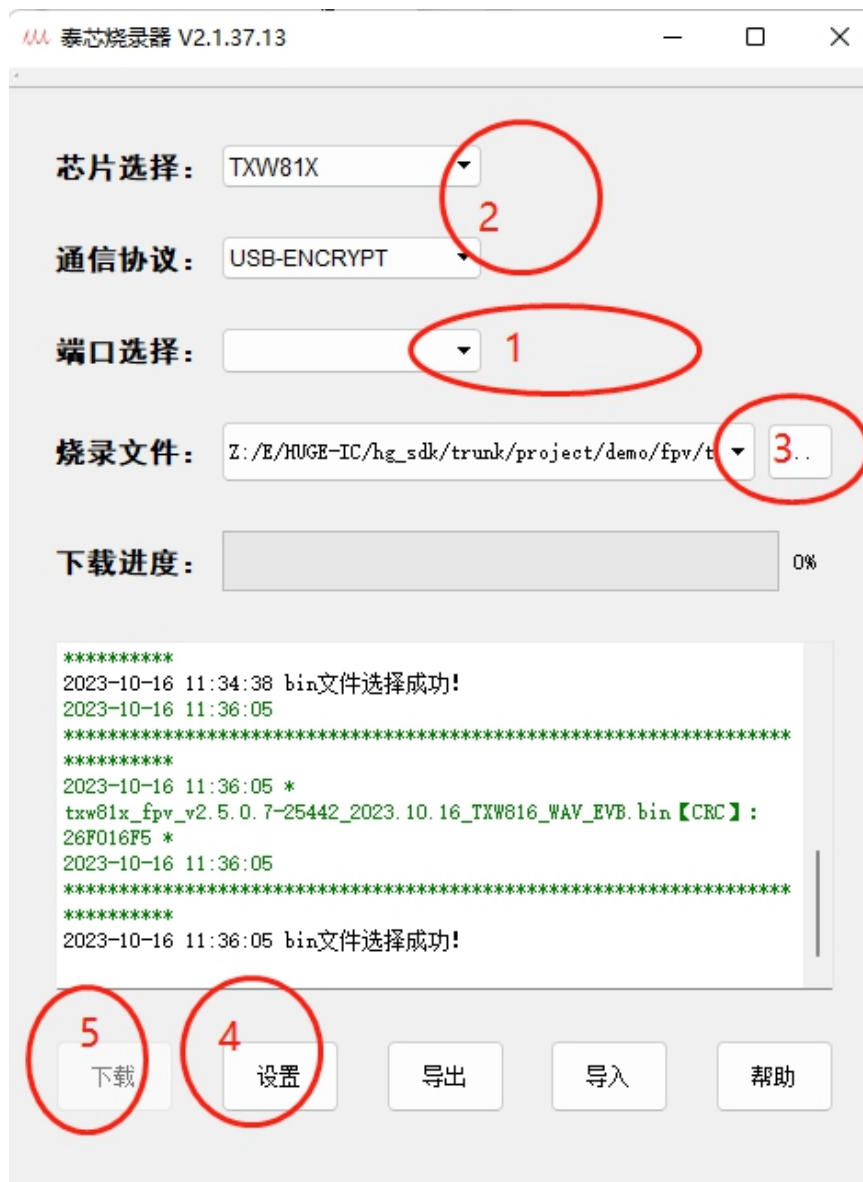 泰芯烧录器 V2.1.37.13
芯片选择： TXW81X
2
通信协议： USB-ENCRYPT
端口选择： 1
烧录文件： Z:/E/HUGE-IC/hg_sdk/trunk/project/demo/fpv/t 3 ..
下载进度： 0%
**********
2023-10-16 11:34:38 bin文件选择成功!
2023-10-16 11:36:05
******************************************************************
**********
2023-10-16 11:36:05 *
txw81x_fpv_v2.5.0.7-25442_2023.10.16_TXW816_WAV_EVB.bin【CRC】:
26F016F5 *
2023-10-16 11:36:05
******************************************************************
**********
2023-10-16 11:36:05 bin文件选择成功!
5 4
下载 设置 导出 导入 帮助